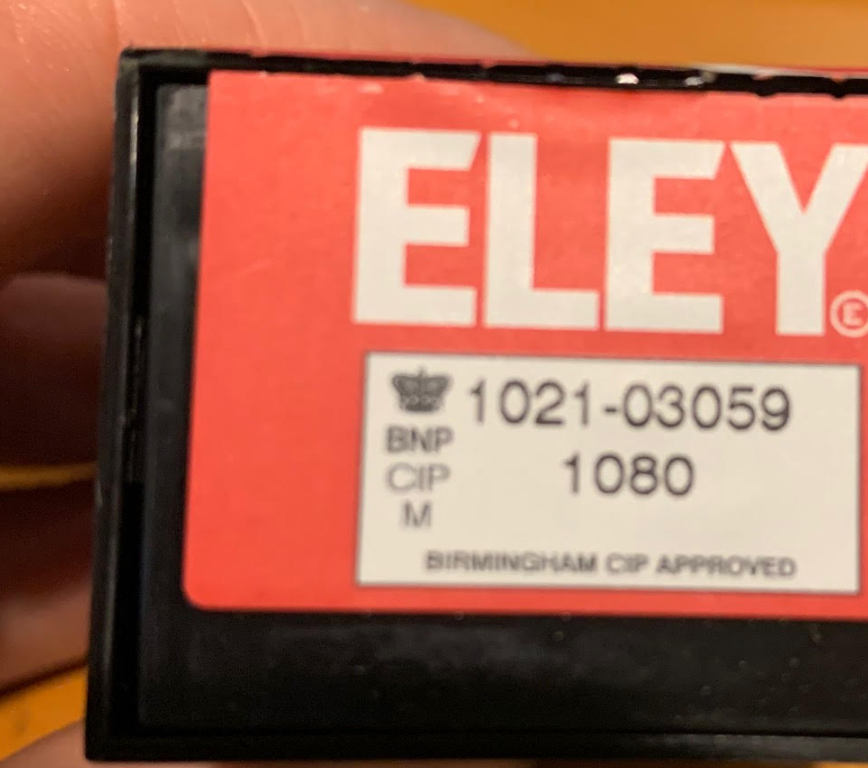 ELEY
1021-03059
BNP
1080
CIP
M
BIRMINGHAM CIP APPROVED